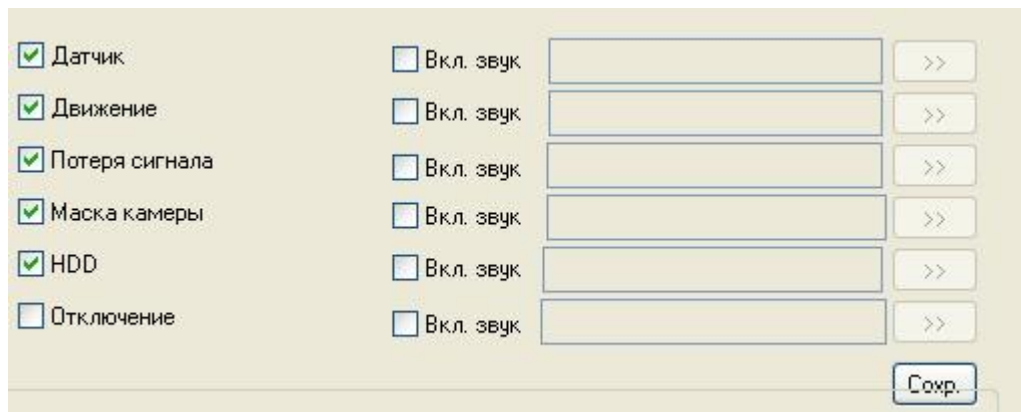 Датчик Вкл. звук >>
Движение Вкл. звук >>
Потеря сигнала Вкл. звук >>
Маска камеры Вкл. звук >>
HDD Вкл. звук >>
Отключение Вкл. звук >>
Сохр.